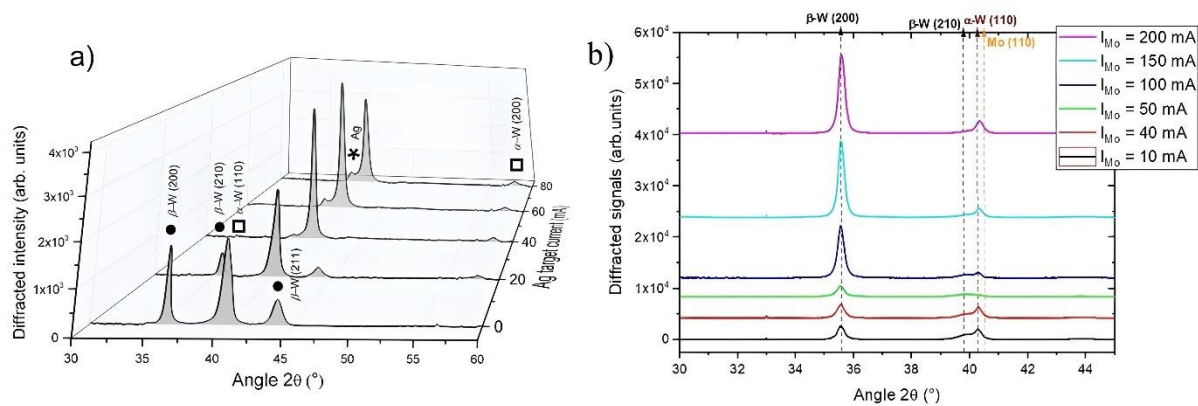 a)
Diffracted intensity (arb. units)
4x10³
3x10³
2x10³
1x10³
0
β–W (200)
β–W (210)
α–W (110)
β–W (211)
Ag
α–W (200)
80
60
40
20
0
Ag target current (mA)
30 35 40 45 50 55 60
Angle 2θ (°)
b)
β-W (200)
β-W (210)
α-W (110)
Mo (110)
Diffracted signals (arb.units)
6x10⁴
5x10⁴
4x10⁴
3x10⁴
2x10⁴
1x10⁴
0
30 32 34 36 38 40 42 44
Angle 2θ (°)
I_Mo = 200 mA
I_Mo = 150 mA
I_Mo = 100 mA
I_Mo = 50 mA
I_Mo = 40 mA
I_Mo = 10 mA